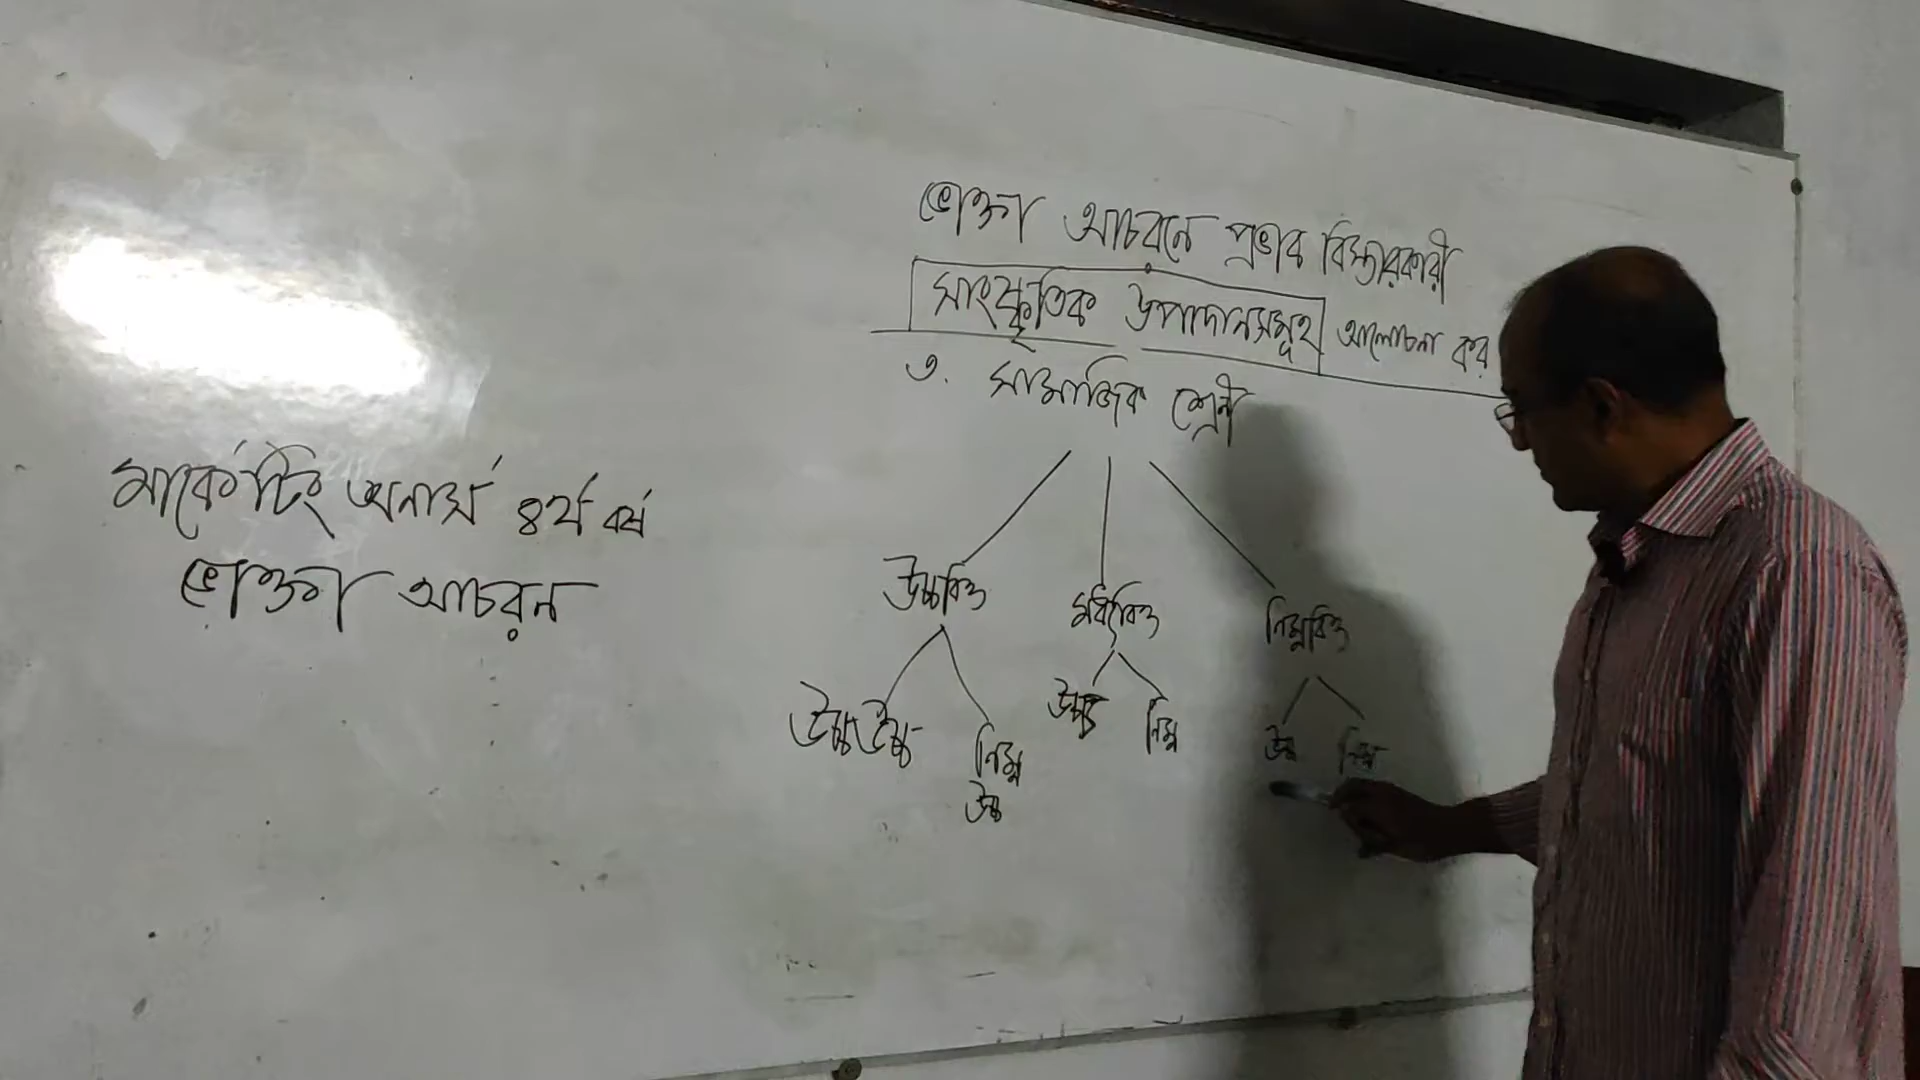 ভোক্তা আচরনে প্রভাব বিস্তারকারী
সাংস্কৃতিক উপাদানসমূহ আলোচনা কর
৩. সামাজিক শ্রেনী
মার্কেটিং অনার্স ৪র্থ বর্ষ
ভোক্তা আচরন
উচ্চবিত্ত মধ্যবিত্ত নিম্নবিত্ত
উচ্চ উচ্চ নিম্ন উচ্চ নিম্ন উচ্চ নিম্ন
উচ্চ